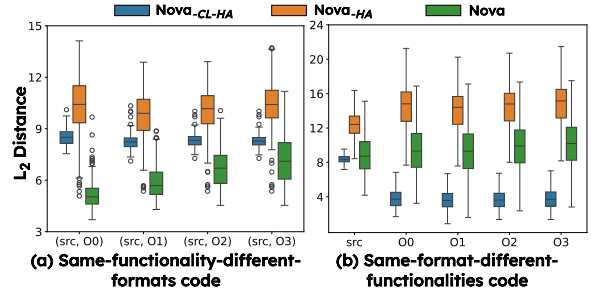 Nova-CL-HA Nova-HA Nova
L2 Distance
15
12
9
6
3
(src, O0) (src, O1) (src, O2) (src, O3)
(a) Same-functionality-different-
formats code
24
20
16
12
8
4
src O0 O1 O2 O3
(b) Same-format-different-
functionalities code